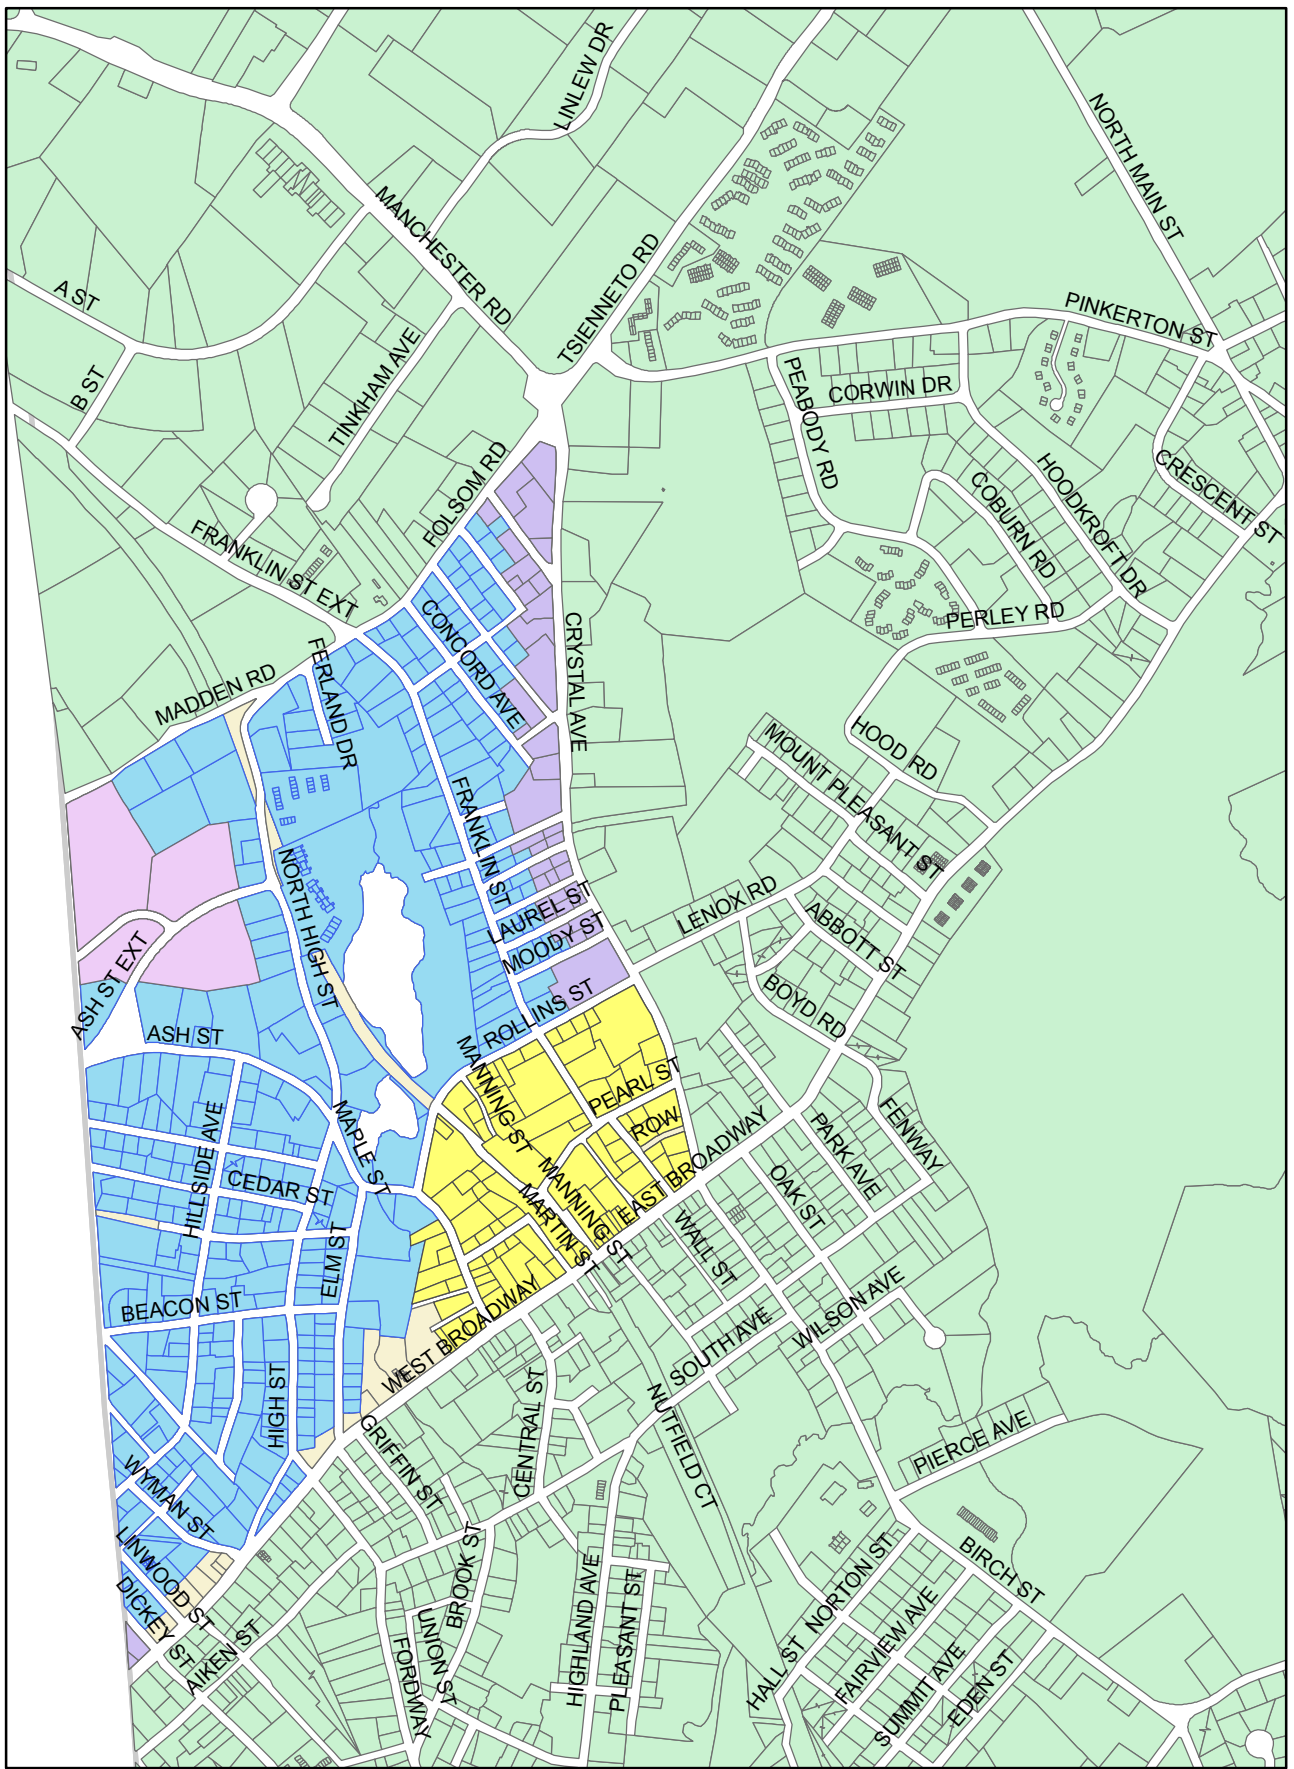 LINLEW DR
NORTH MAIN ST
MANCHESTER RD
TSIENNETO RD
A ST
PINKERTON ST
B ST
TINKHAM AVE
PEABODY RD
CORWIN DR
FOLSOM RD
HOODKROFT DR
CRESCENT ST
COBURN RD
FRANKLIN ST EXT
CONCORD AVE
CRYSTAL AVE
PERLEY RD
FERLAND DR
MADDEN RD
HOOD RD
MOUNT PLEASANT ST
FRANKLIN ST
NORTH HIGH ST
LAUREL ST
LENOX RD
ABBOTT ST
MOODY ST
ASH ST EXT
BOYD RD
ROLLINS ST
ASH ST
MANNING ST
PEARL ST
MAPLE ST
HILLSIDE AVE
ROW
PARK AVE
FENWAY
CEDAR ST
EAST BROADWAY
MANNING ST
MARTIN ST
OAK ST
WALL ST
ELM ST
BEACON ST
WEST BROADWAY
WILSON AVE
SOUTH AVE
HIGH ST
CENTRAL ST
NUTFIELD CT
GRIFFIN ST
PIERCE AVE
WYMAN ST
LINWOOD ST
DICKEY ST
BROOK ST
BIRCH ST
NORTON ST
HIGHLAND AVE
PLEASANT ST
AIKEN ST
UNION ST
FORDWAY
HALL ST
FAIRVIEW AVE
SUMMIT AVE
EDEN ST